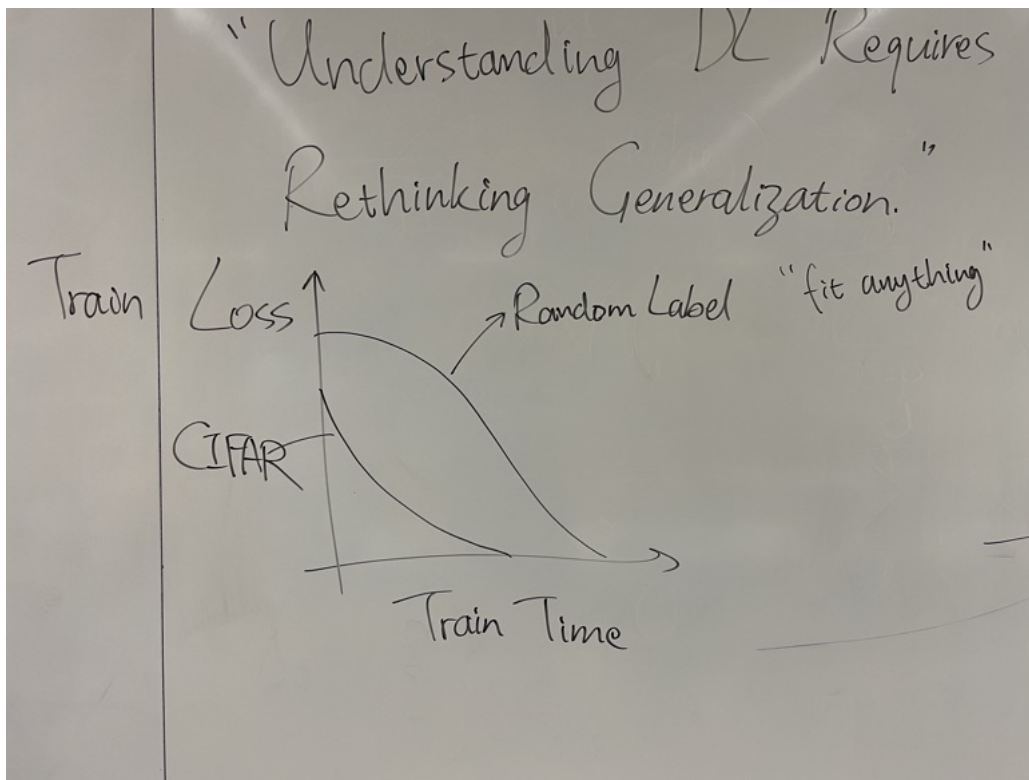 "Understanding DL Requires
Rethinking Generalization."
Train Loss
Random Label "fit anything"
CIFAR
Train Time